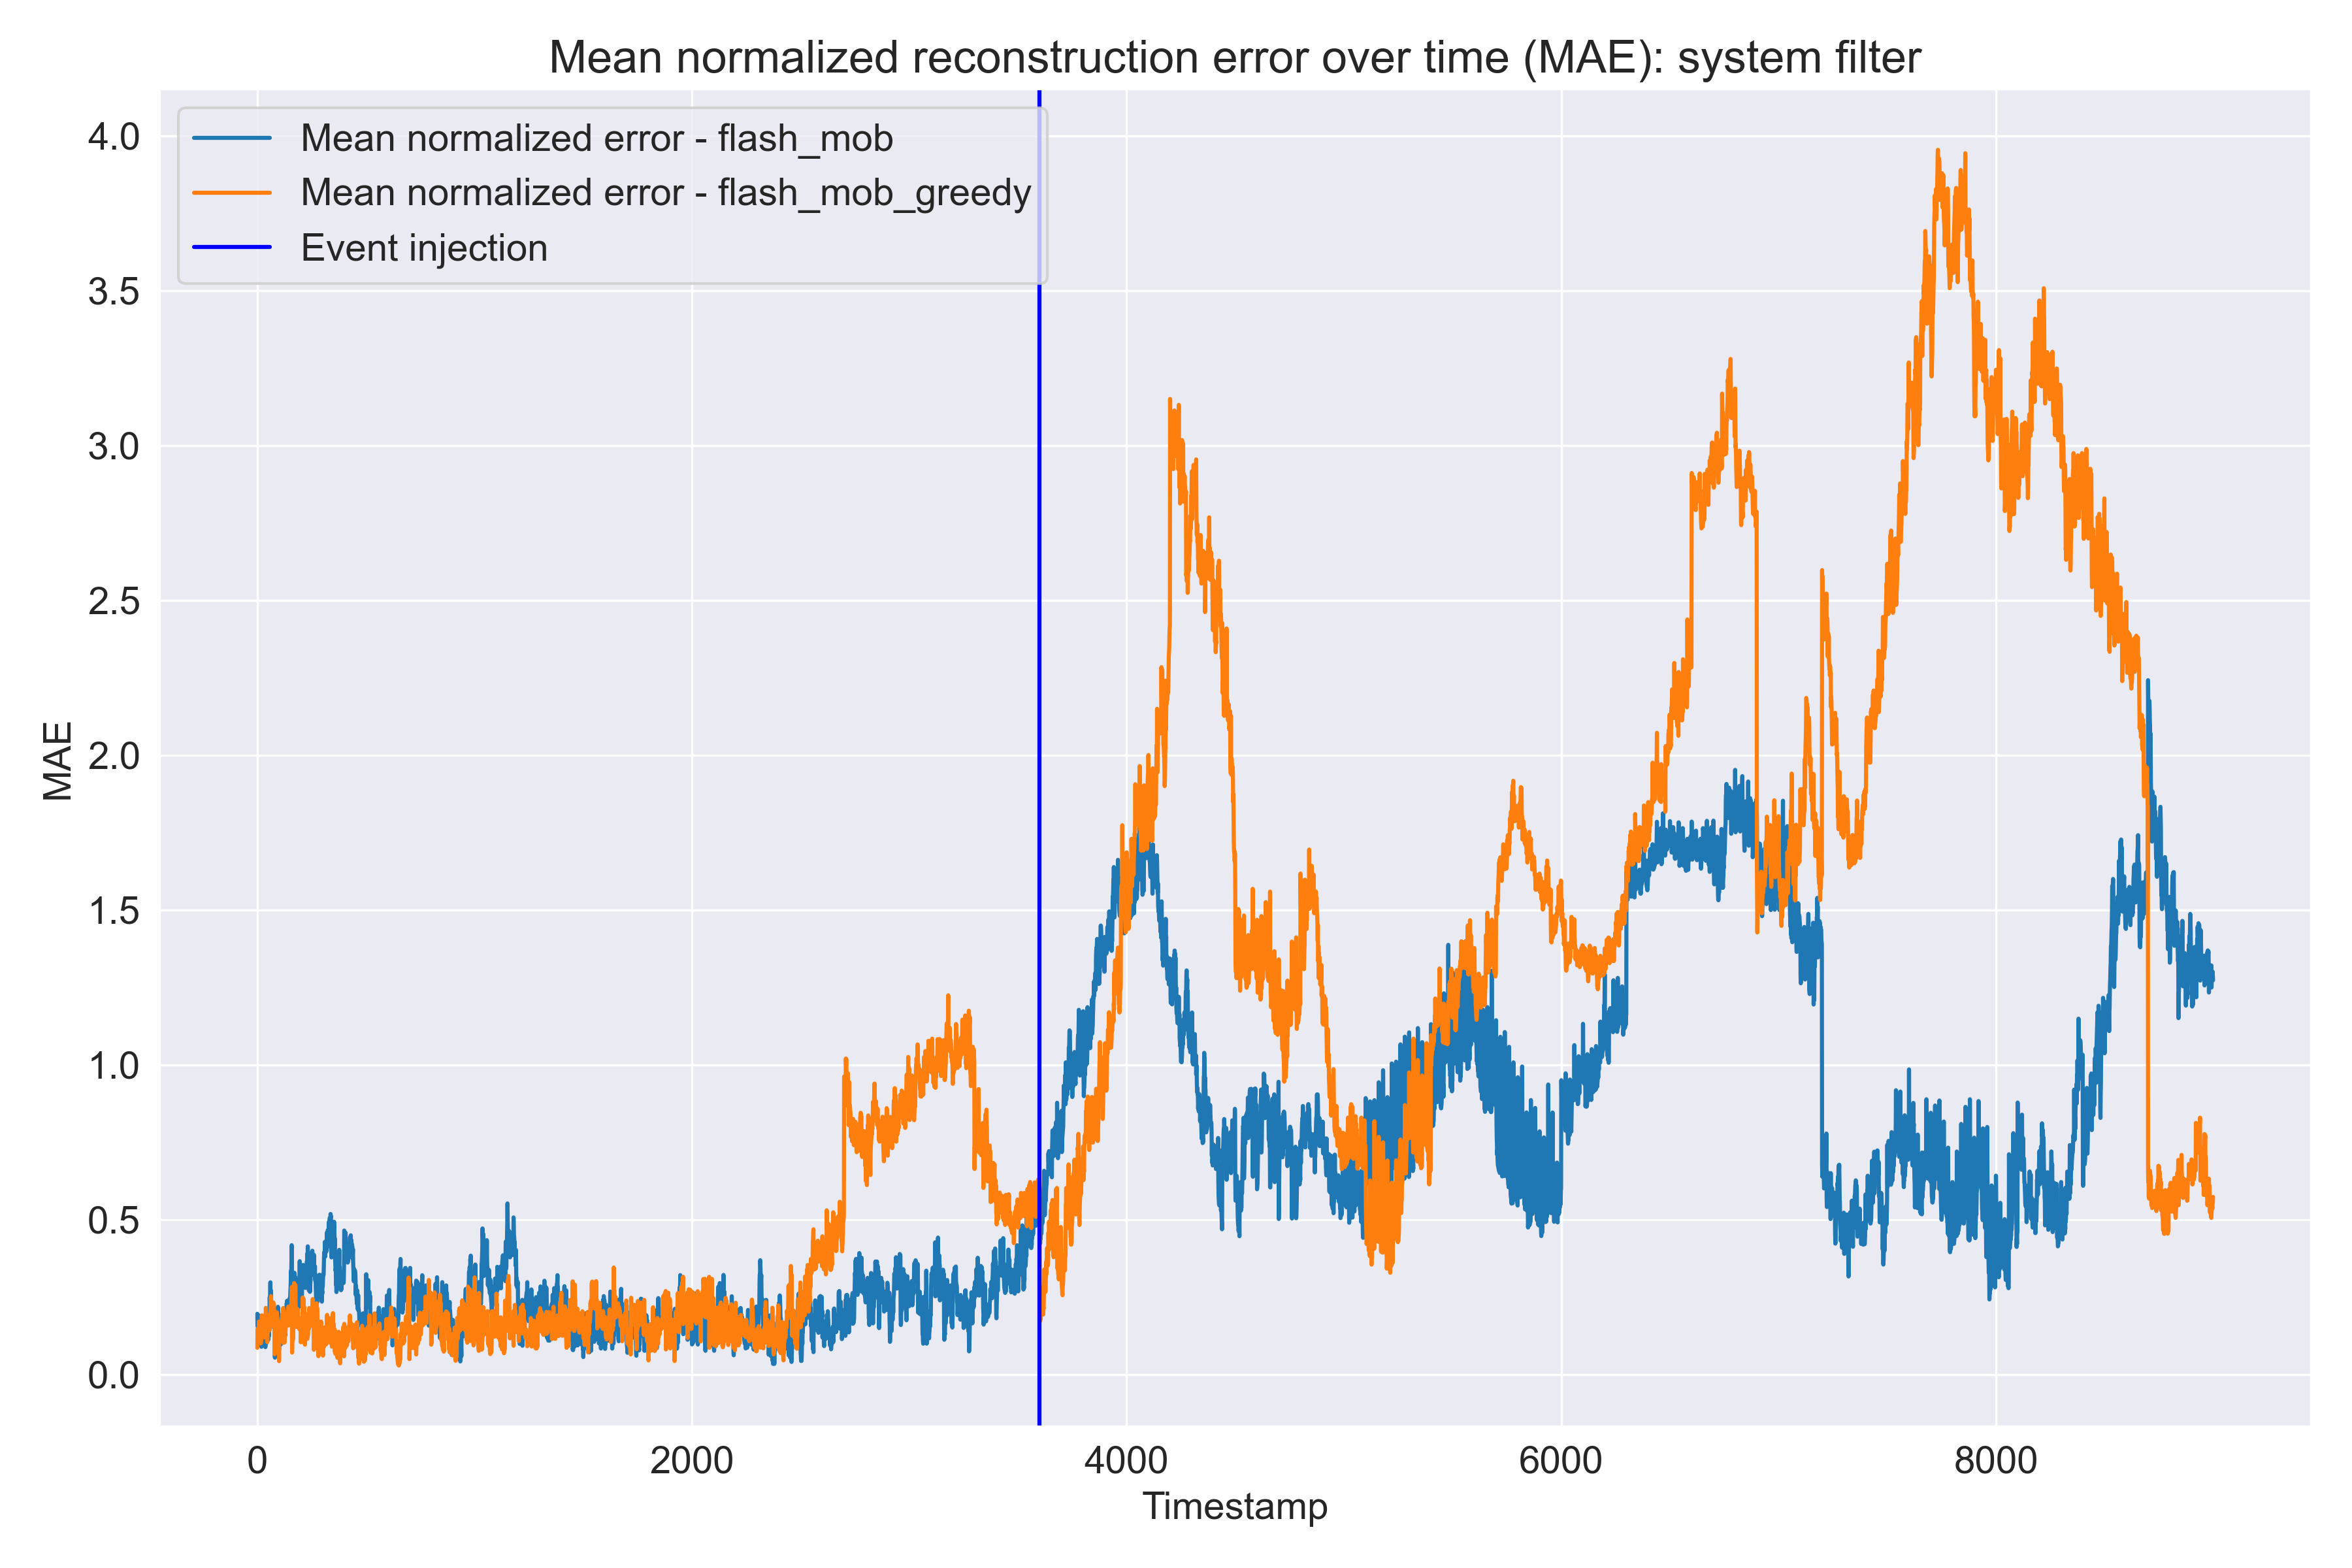 Mean normalized reconstruction error over time (MAE): system filter
Mean normalized error - flash_mob
Mean normalized error - flash_mob_greedy
Event injection
4.0
3.5
3.0
2.5
2.0
1.5
1.0
0.5
0.0
MAE
0 2000 4000 6000 8000
Timestamp